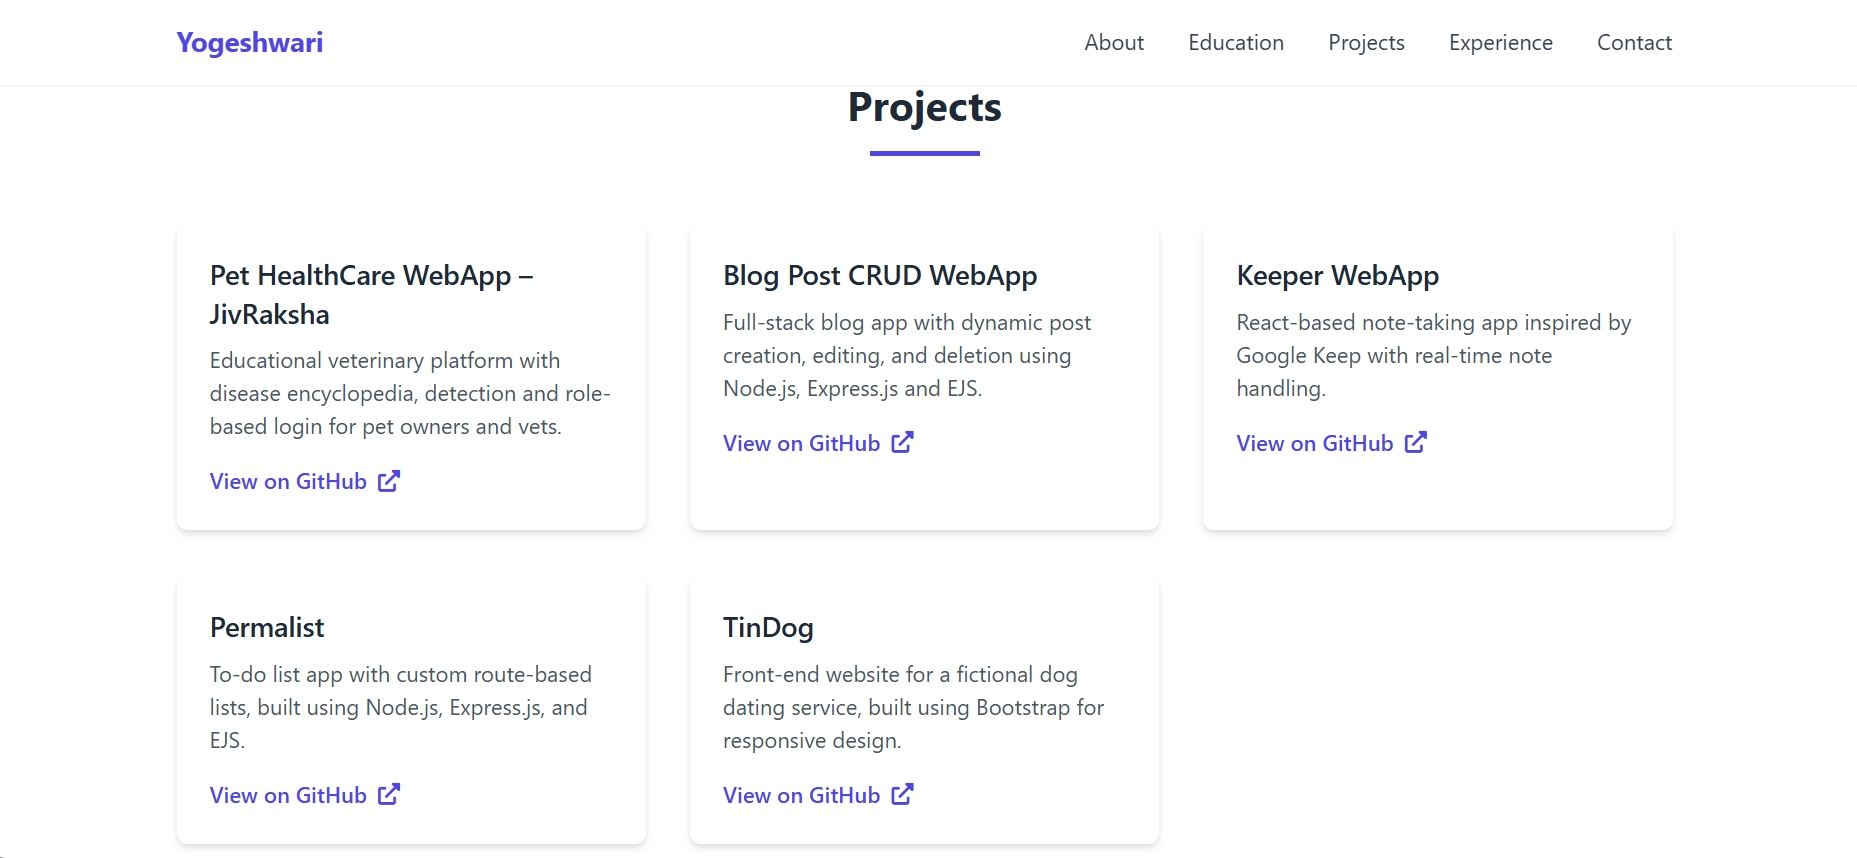 Yogeshwari
About
Education
Projects
Experience
Contact
Projects
Pet HealthCare WebApp –
JivRaksha
Educational veterinary platform with
disease encyclopedia, detection and role-
based login for pet owners and vets.
View on GitHub
Blog Post CRUD WebApp
Full-stack blog app with dynamic post
creation, editing, and deletion using
Node.js, Express.js and EJS.
View on GitHub
Keeper WebApp
React-based note-taking app inspired by
Google Keep with real-time note
handling.
View on GitHub
Permalist
To-do list app with custom route-based
lists, built using Node.js, Express.js, and
EJS.
View on GitHub
TinDog
Front-end website for a fictional dog
dating service, built using Bootstrap for
responsive design.
View on GitHub